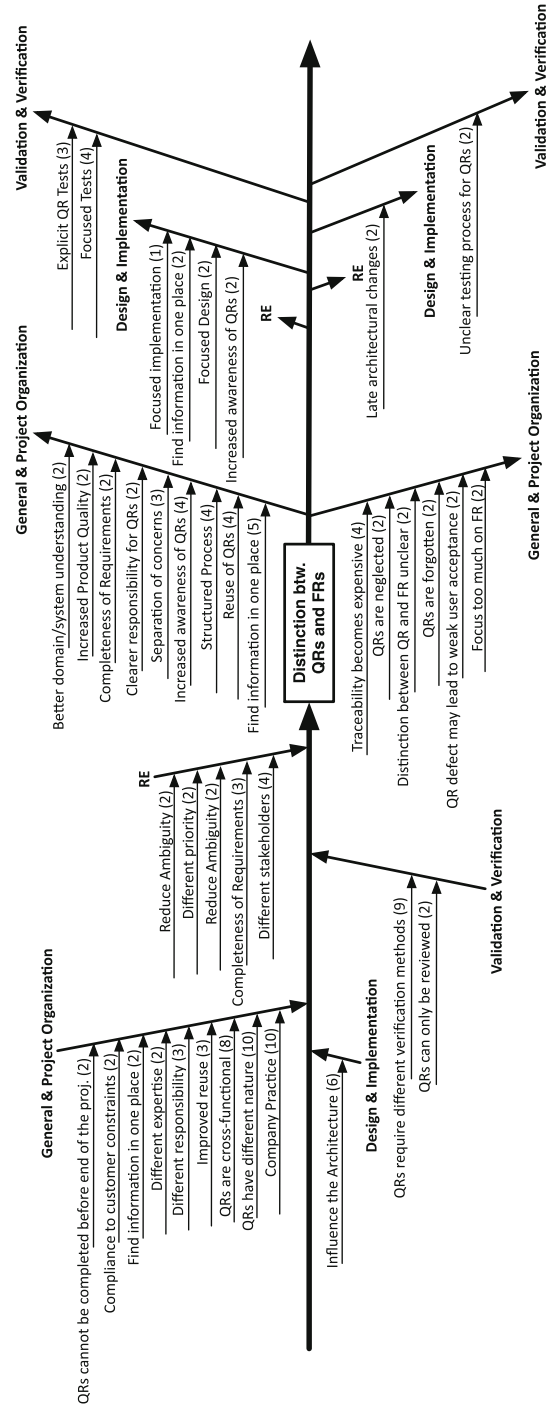 General & Project Organization
QRs cannot be completed before end of the proj. (2)
Compliance to customer constraints (2)
Find information in one place (2)
Different expertise (2)
Different responsibility (3)
Improved reuse (3)
QRs are cross-functional (8)
QRs have different nature (10)
Company Practice (10)
RE
Reduce Ambiguity (2)
Different priority (2)
Reduce Ambiguity (2)
Completeness of Requirements (3)
Different stakeholders (4)
Influence the Architecture (6)
Design & Implementation
QRs require different verification methods (9)
QRs can only be reviewed (2)
Validation & Verification
Distinction btw.
QRs and FRs
General & Project Organization
Better domain/system understanding (2)
Increased Product Quality (2)
Completeness of Requirements (2)
Clearer responsibility for QRs (2)
Separation of concerns (3)
Increased awareness of QRs (4)
Structured Process (4)
Reuse of QRs (4)
Find information in one place (5)
RE
Design & Implementation
Focused implementation (1)
Find information in one place (2)
Focused Design (2)
Increased awareness of QRs (2)
Validation & Verification
Explicit QR Tests (3)
Focused Tests (4)
Traceability becomes expensive (4)
QRs are neglected (2)
Distinction between QR and FR unclear (2)
QRs are forgotten (2)
QR defect may lead to weak user acceptance (2)
Focus too much on FR (2)
General & Project Organization
RE
Late architectural changes (2)
Design & Implementation
Unclear testing process for QRs (2)
Validation & Verification